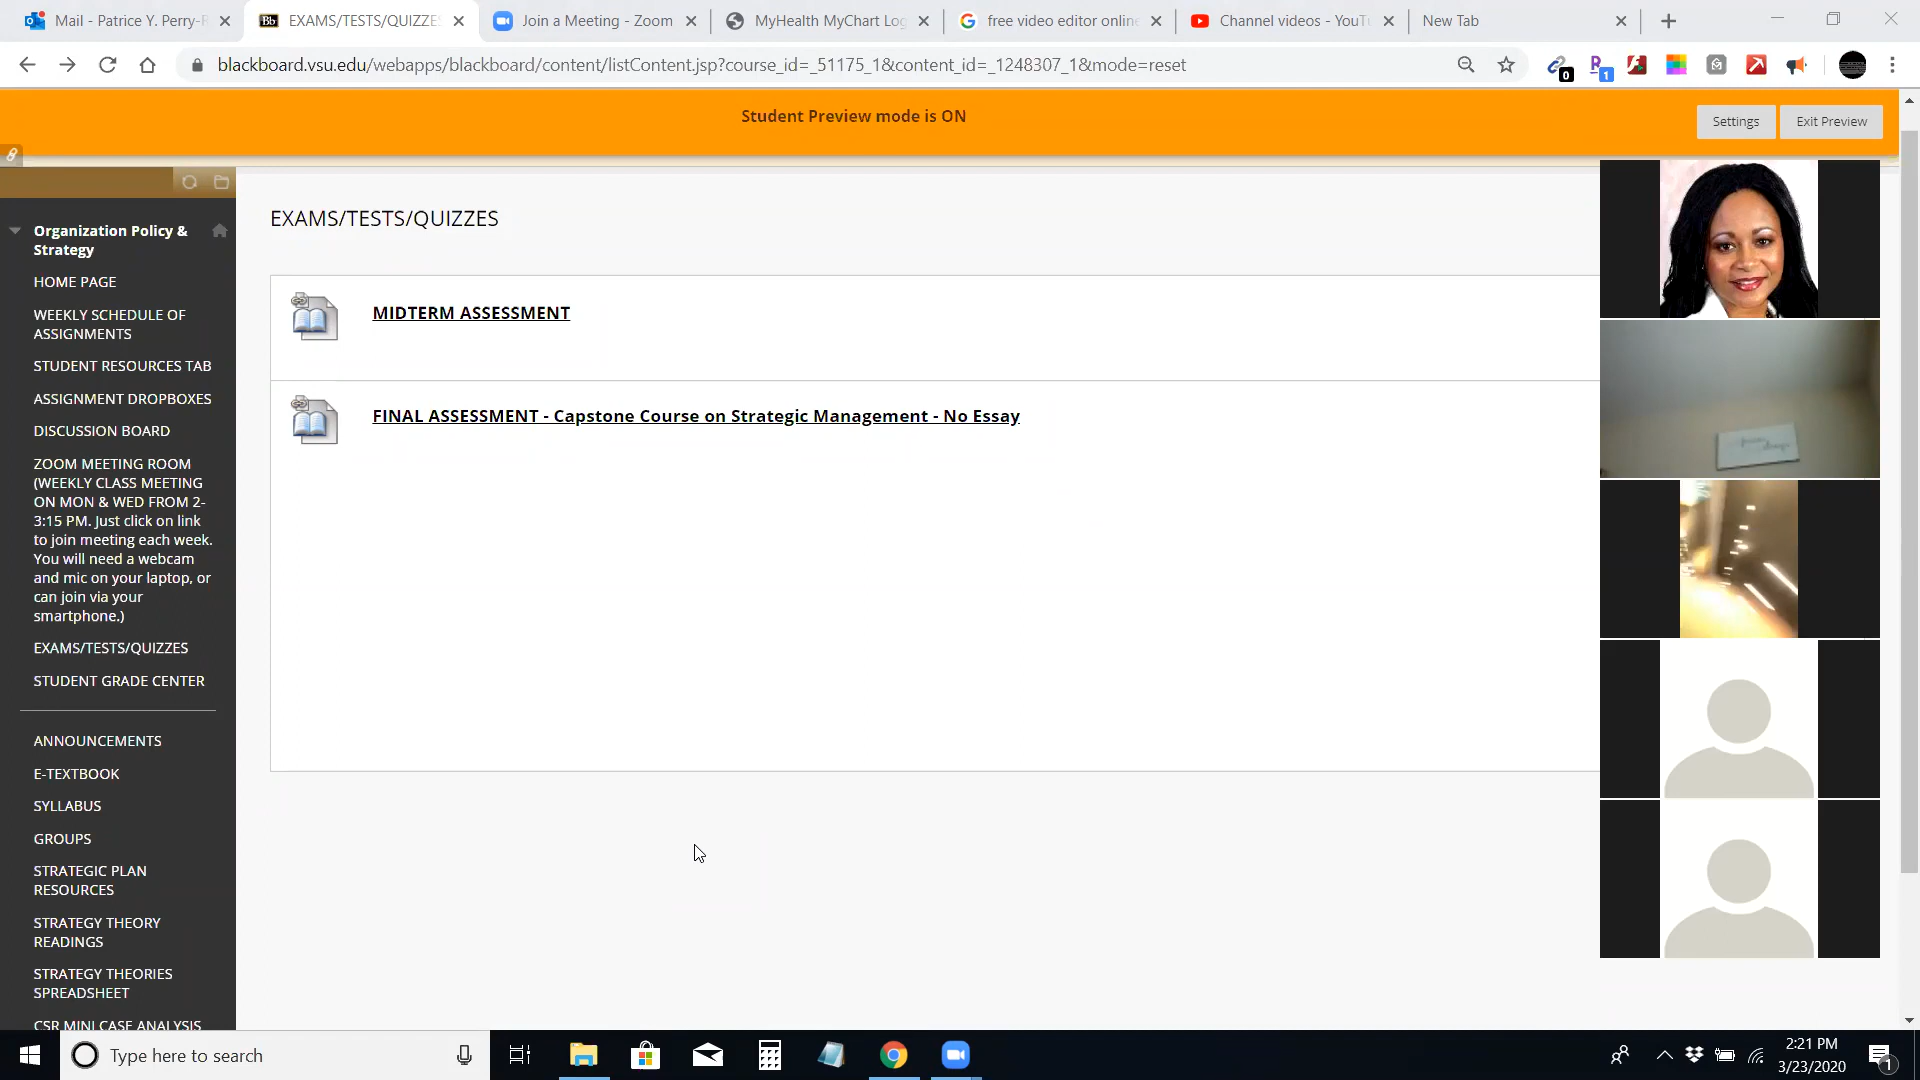 Mail - Patrice Y. Perry-
EXAMS/TESTS/QUIZZES
Join a Meeting - Zoom
MyHealth MyChart Log
free video editor online
Channel videos - YouTu
New Tab
blackboard.vsu.edu/webapps/blackboard/content/listContent.jsp?course_id=_51175_1&content_id=_1248307_1&mode=reset
0
1
Student Preview mode is ON
Settings
Exit Preview
Organization Policy &
Strategy
HOME PAGE
WEEKLY SCHEDULE OF
ASSIGNMENTS
STUDENT RESOURCES TAB
ASSIGNMENT DROPBOXES
DISCUSSION BOARD
ZOOM MEETING ROOM
(WEEKLY CLASS MEETING
ON MON & WED FROM 2-
3:15 PM. Just click on link
to join meeting each week.
You will need a webcam
and mic on your laptop, or
can join via your
smartphone.)
EXAMS/TESTS/QUIZZES
STUDENT GRADE CENTER
ANNOUNCEMENTS
E-TEXTBOOK
SYLLABUS
GROUPS
STRATEGIC PLAN
RESOURCES
STRATEGY THEORY
READINGS
STRATEGY THEORIES
SPREADSHEET
CSR MINI CASE ANALYSIS
EXAMS/TESTS/QUIZZES
MIDTERM ASSESSMENT
FINAL ASSESSMENT - Capstone Course on Strategic Management - No Essay
Type here to search
2:21 PM
3/23/2020
1